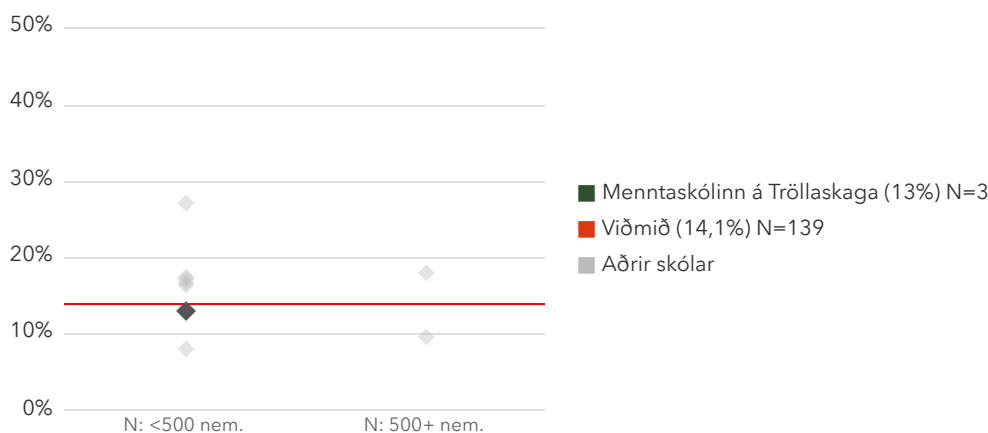 50%
40%
30%
20%
10%
0%
N: <500 nem.
N: 500+ nem.
Menntaskólinn á Tröllaskaga (13%) N=3
Viðmið (14,1%) N=139
Aðrir skólar